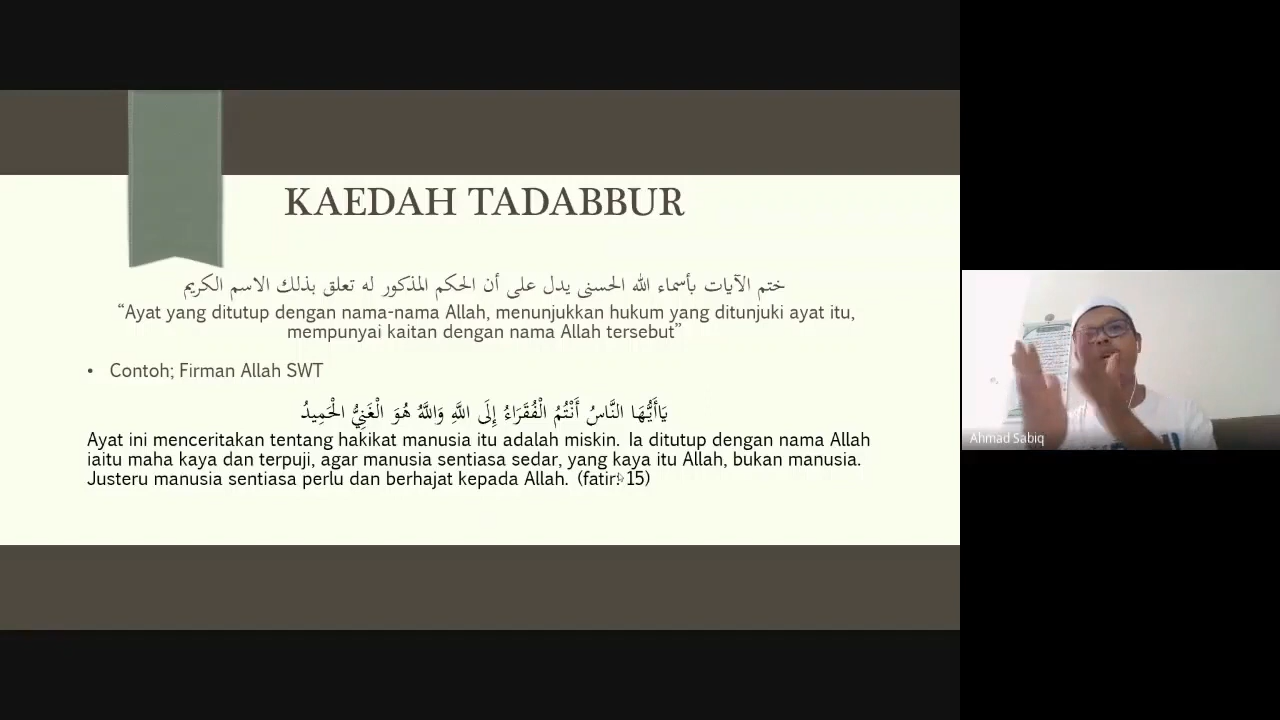 KAEDAH TADABBUR
ختم الآيات بأسماء الله الحسنى يدل على أن الحكم المذكور له تعلق بذلك الاسم الكريم
“Ayat yang ditutup dengan nama-nama Allah, menunjukkan hukum yang ditunjuki ayat itu,
mempunyai kaitan dengan nama Allah tersebut”
• Contoh; Firman Allah SWT
يَاأَيُّهَا النَّاسُ أَنْتُمُ الْفُقَرَاءُ إِلَى اللَّهِ وَاللَّهُ هُوَ الْغَنِيُّ الْحَمِيدُ
Ayat ini menceritakan tentang hakikat manusia itu adalah miskin. Ia ditutup dengan nama Allah
iaitu maha kaya dan terpuji, agar manusia sentiasa sedar, yang kaya itu Allah, bukan manusia.
Justeru manusia sentiasa perlu dan berhajat kepada Allah. (fatir: 15)
Ahmad Sabiq